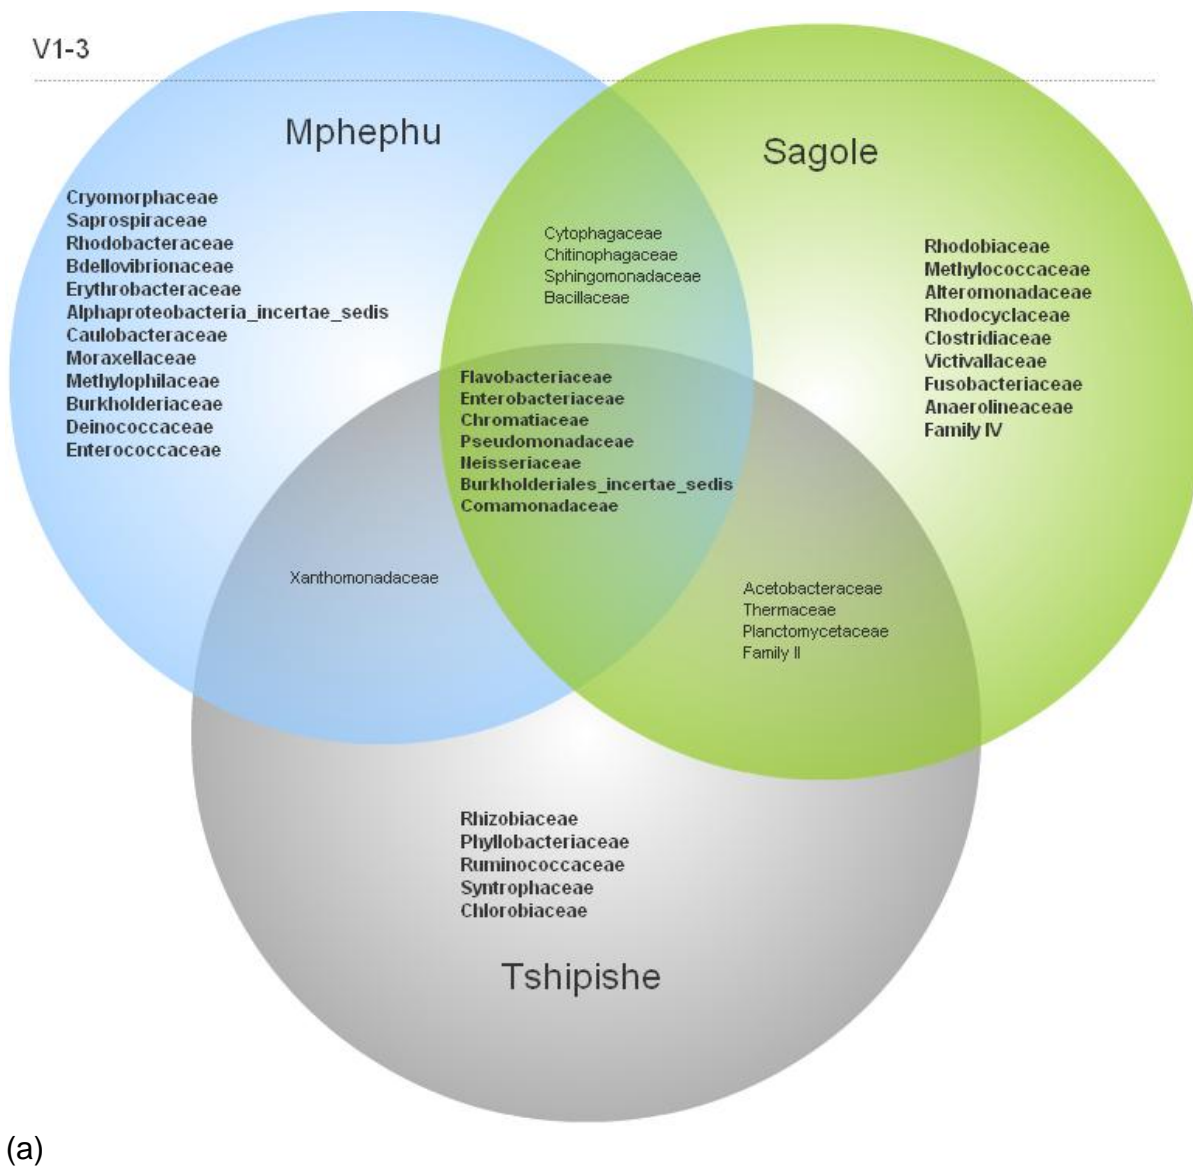 V1-3
Mphephu
Sagole
Cryomorphaceae
Saprospiraceae
Rhodobacteraceae
Bdellovibrionaceae
Erythrobacteraceae
Alphaproteobacteria_incertae_sedis
Caulobacteraceae
Moraxellaceae
Methylophilaceae
Burkholderiaceae
Deinococcaceae
Enterococcaceae
Cytophagaceae
Chitinophagaceae
Sphingomonadaceae
Bacillaceae
Rhodobiaceae
Methylococcaceae
Alteromonadaceae
Rhodocyclaceae
Clostridiaceae
Victivallaceae
Fusobacteriaceae
Anaerolineaceae
Family IV
Flavobacteriaceae
Enterobacteriaceae
Chromatiaceae
Pseudomonadaceae
Neisseriaceae
Burkholderiales_incertae_sedis
Comamonadaceae
Xanthomonadaceae
Acetobacteraceae
Thermaceae
Planctomycetaceae
Family II
Rhizobiaceae
Phyllobacteriaceae
Ruminococcaceae
Syntrophaceae
Chlorobiaceae
Tshipishe
(a)